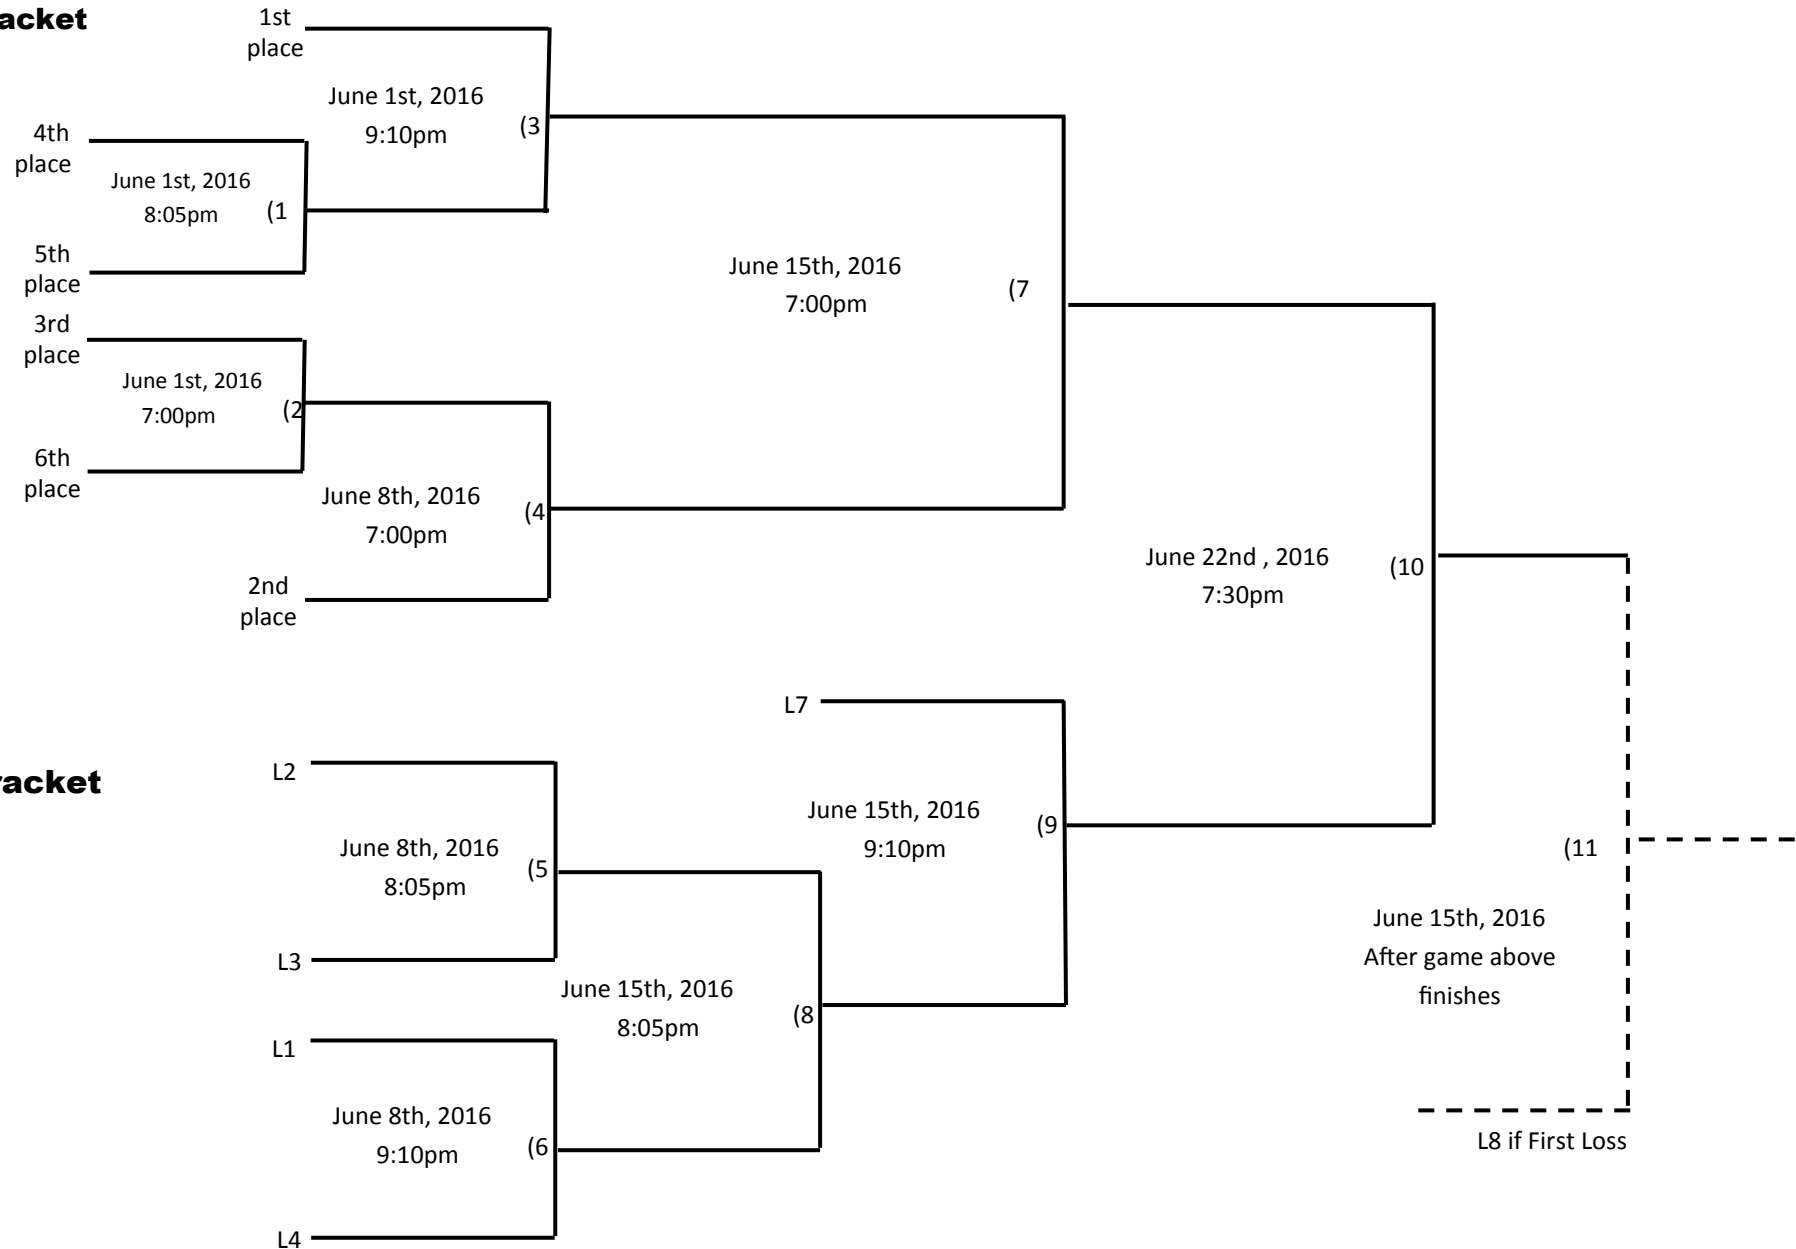 acket
1st
place
June 1st, 2016
9:10pm
(3
4th
place
June 1st, 2016
8:05pm
(1
5th
place
3rd
place
June 1st, 2016
7:00pm
(2
6th
place
June 8th, 2016
7:00pm
(4
2nd
place
June 15th, 2016
7:00pm
(7
June 22nd , 2016
7:30pm
(10
racket
L2
June 8th, 2016
8:05pm
(5
L3
L1
June 8th, 2016
9:10pm
(6
L4
June 15th, 2016
8:05pm
(8
L7
June 15th, 2016
9:10pm
(9
(11
June 15th, 2016
After game above
finishes
L8 if First Loss